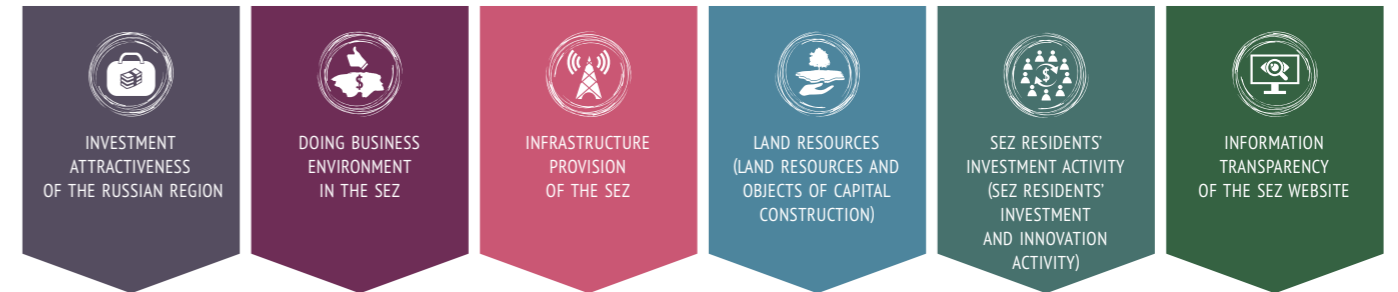 INVESTMENT
ATTRACTIVENESS
OF THE RUSSIAN REGION
DOING BUSINESS
ENVIRONMENT
IN THE SEZ
INFRASTRUCTURE
PROVISION
OF THE SEZ
LAND RESOURCES
(LAND RESOURCES AND
OBJECTS OF CAPITAL
CONSTRUCTION)
SEZ RESIDENTS'
INVESTMENT ACTIVITY
(SEZ RESIDENTS'
INVESTMENT
AND INNOVATION
ACTIVITY)
INFORMATION
TRANSPARENCY
OF THE SEZ WEBSITE